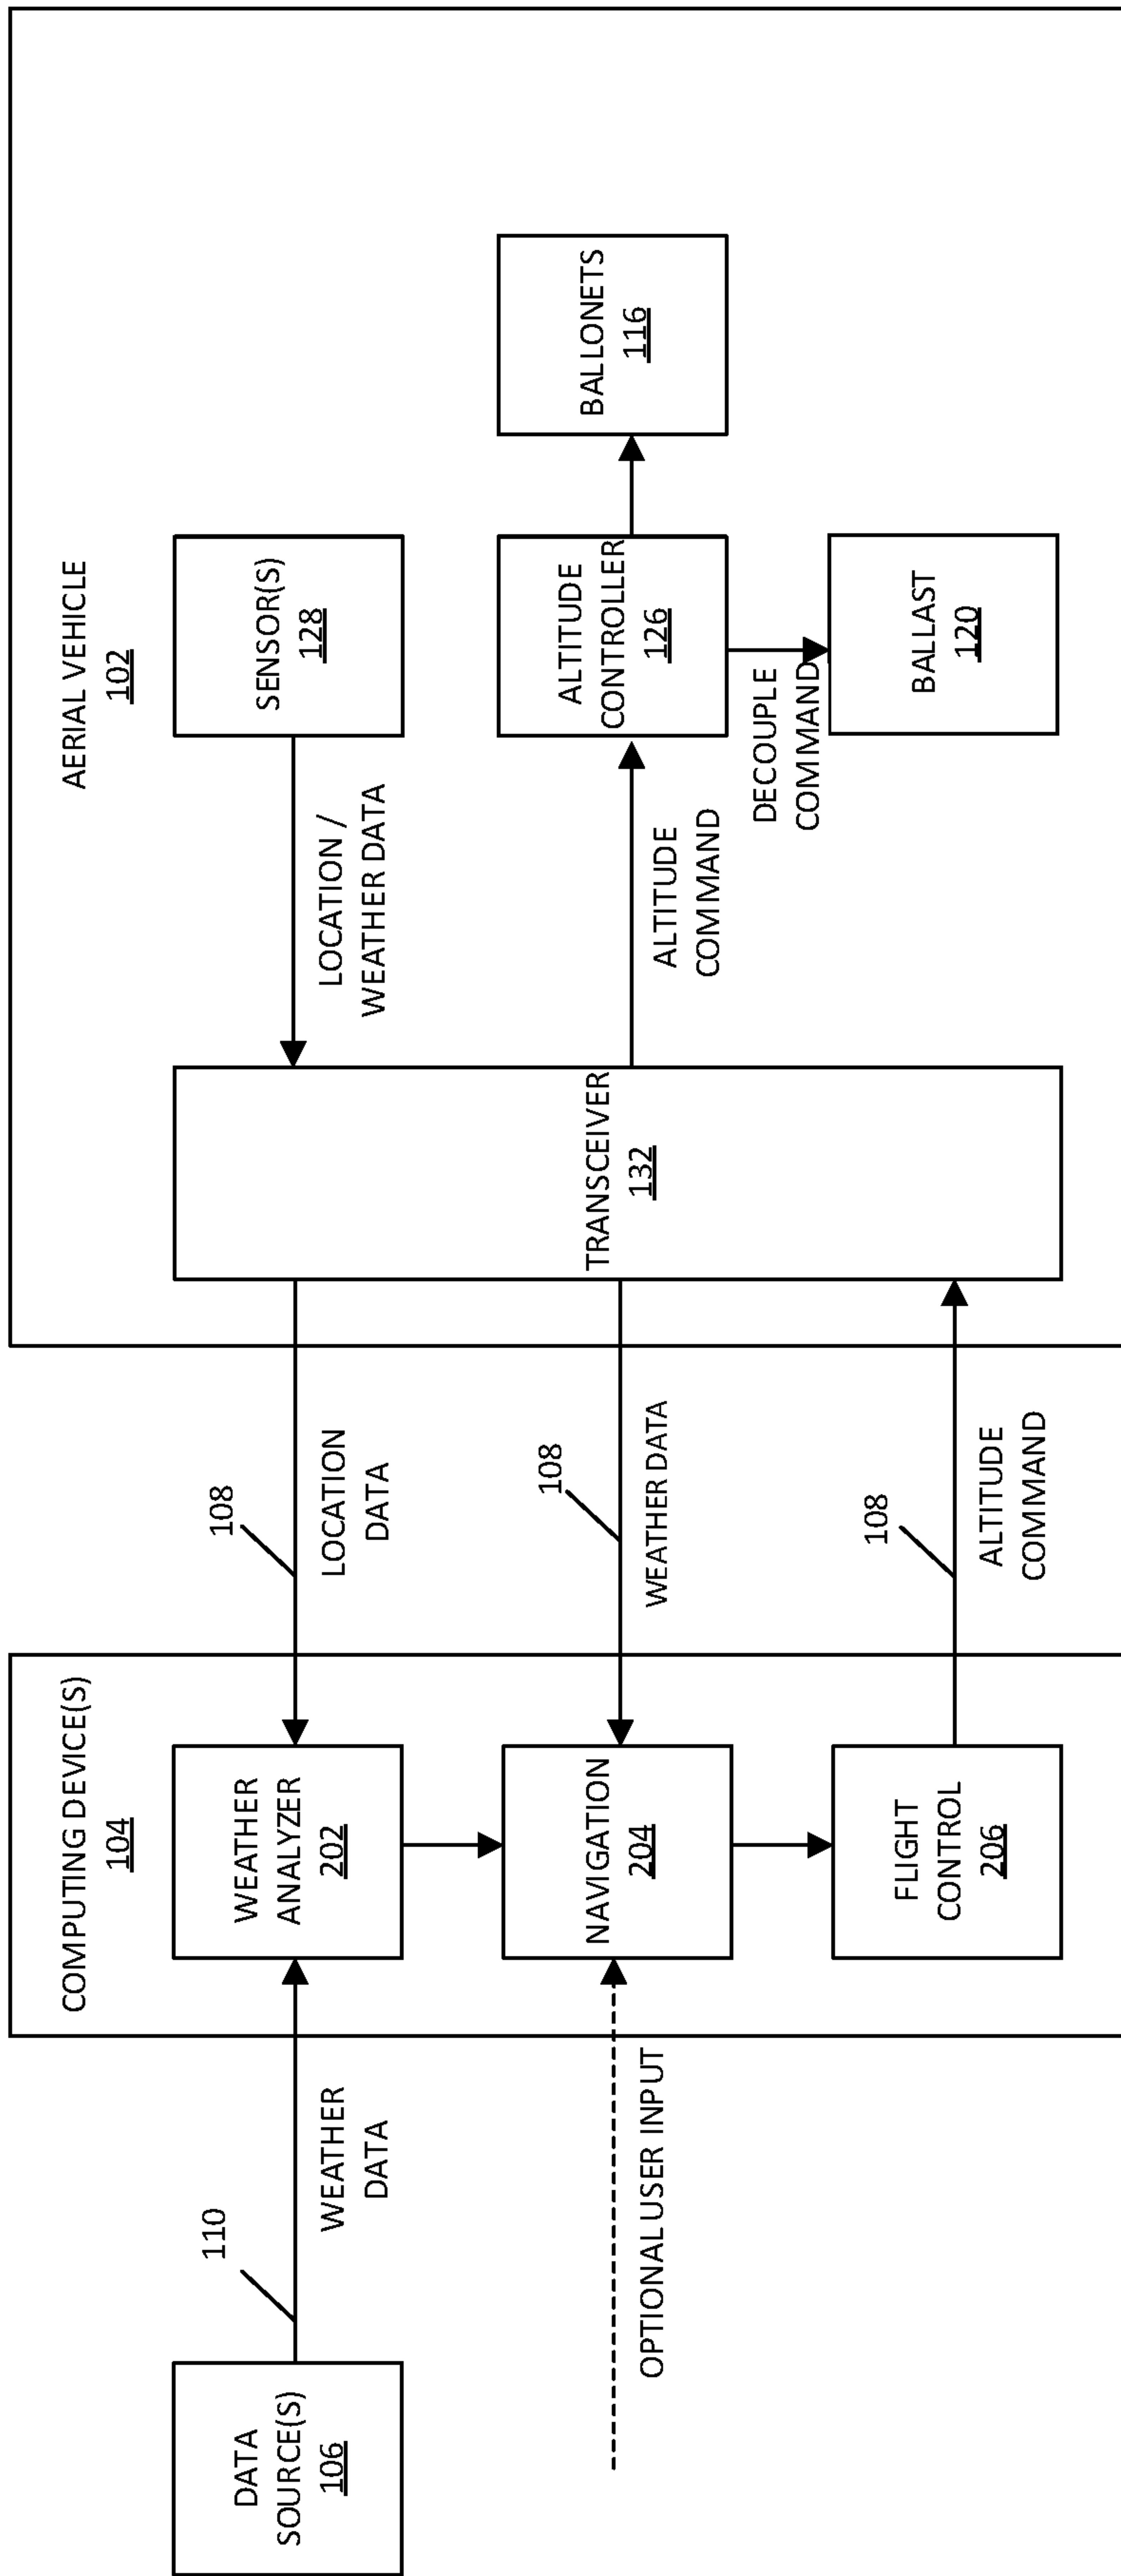 DATA
SOURCE(S)
106
110
WEATHER
DATA
OPTIONAL USER INPUT
COMPUTING DEVICE(S)
104
WEATHER
ANALYZER
202
NAVIGATION
204
FLIGHT
CONTROL
206
108
LOCATION
DATA
108
WEATHER DATA
108
ALTITUDE
COMMAND
AERIAL VEHICLE
102
TRANSCEIVER
132
LOCATION /
WEATHER DATA
SENSOR(S)
128
ALTITUDE
COMMAND
ALTITUDE
CONTROLLER
126
DECOUPLE
COMMAND
BALLONETS
116
BALLAST
120